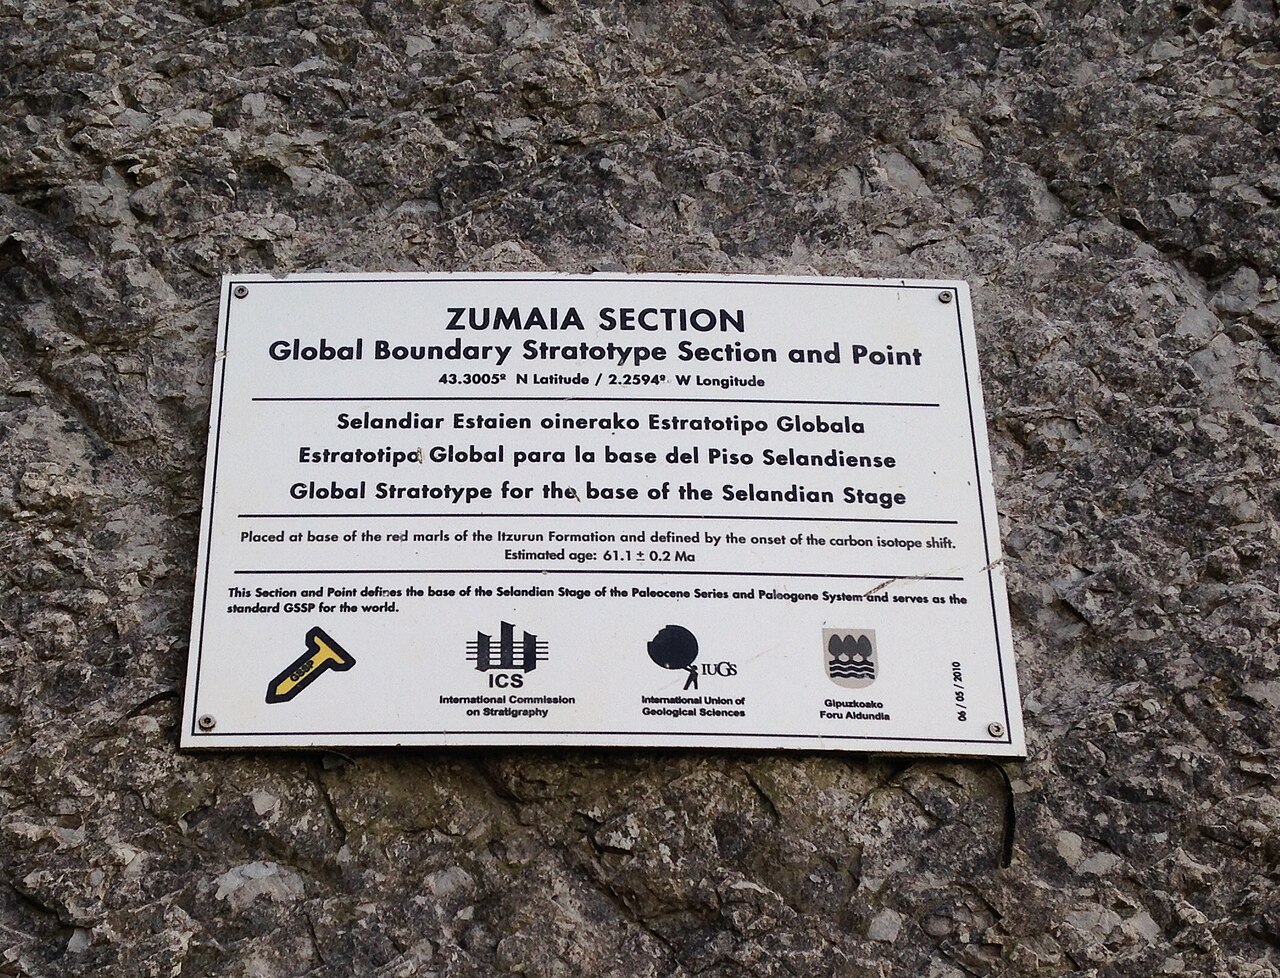 ZUMAIA SECTION
Global Boundary Stratotype Section and Point
43.3005º N Latitude / 2.2594º W Longitude
Selandiar Estaien oinerako Estratotipo Globala
Estratotipo Global para la base del Piso Selandiense
Global Stratotype for the base of the Selandian Stage
Placed at base of the red marls of the Itzurun Formation and defined by the onset of the carbon isotope shift.
Estimated age: 61.1 ± 0.2 Ma
This Section and Point defines the base of the Selandian Stage of the Paleocene Series and Paleogene System and serves as the
standard GSSP for the world.
GSSP
ICS
International Commission
on Stratigraphy
IUGS
International Union of
Geological Sciences
Gipuzkoako
Foru Aldundia
06 / 05 / 2010